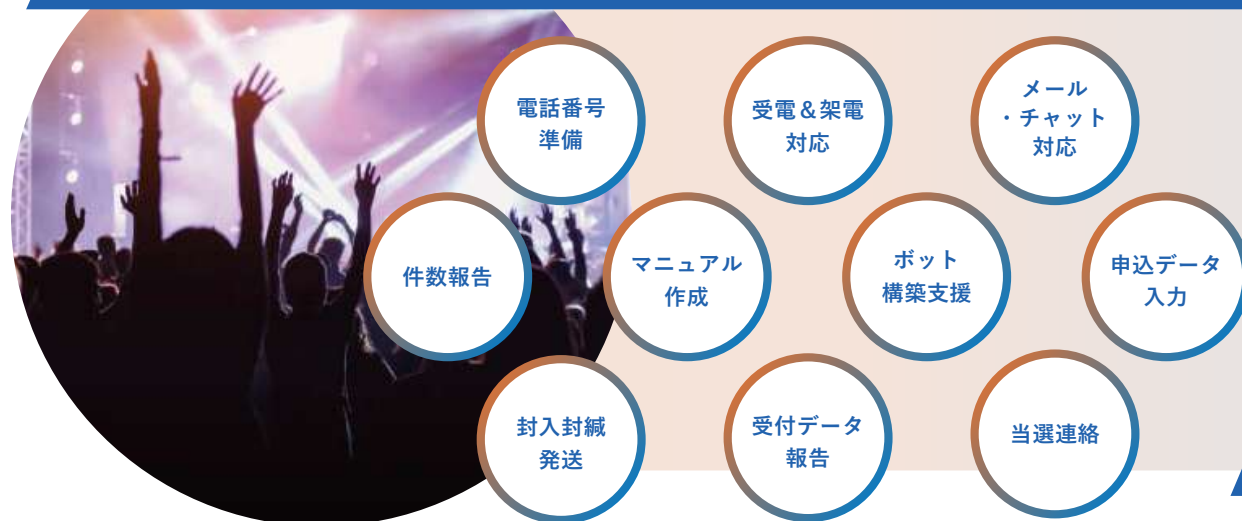 電話番号
準備
受電＆架電
対応
メール
・チャット
対応
件数報告
マニュアル
作成
ボット
構築支援
申込データ
入力
封入封緘
発送
受付データ
報告
当選連絡